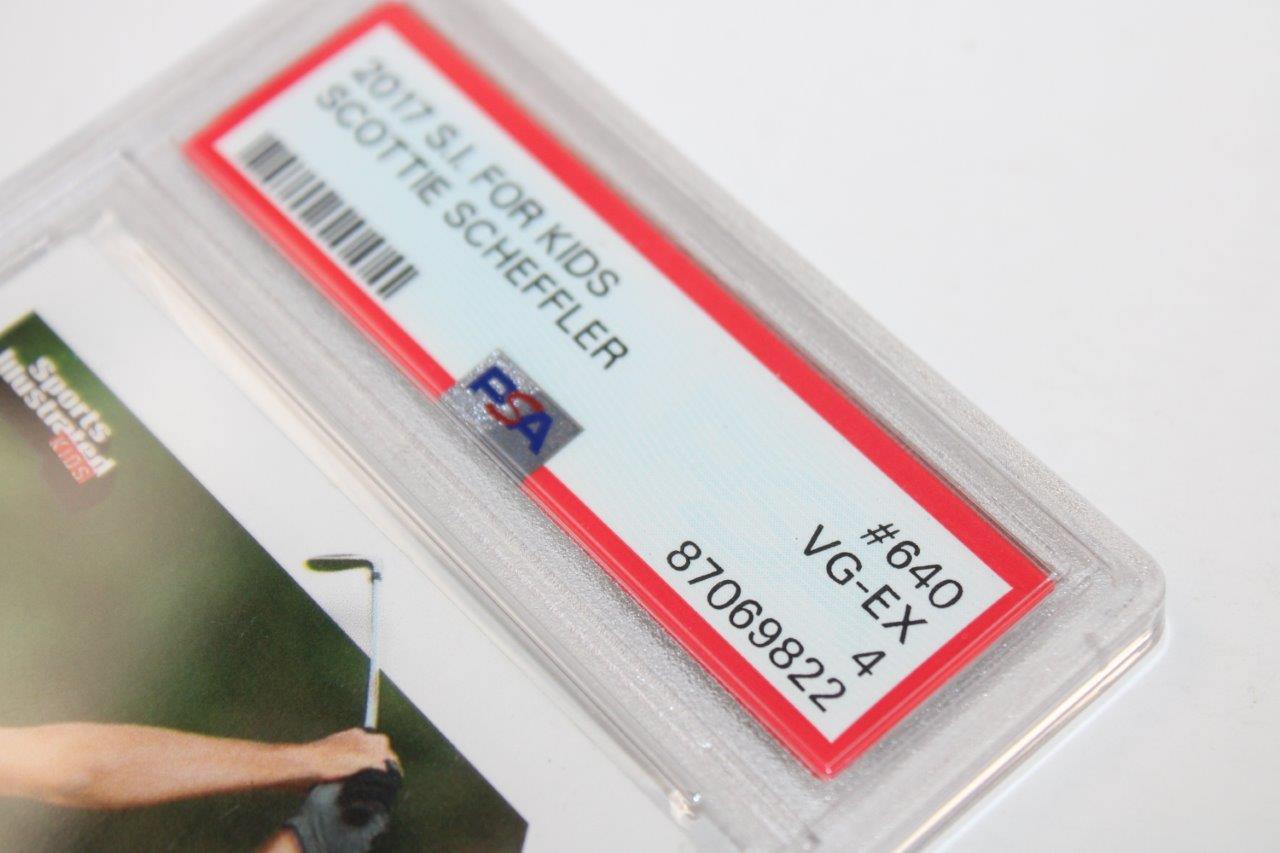 2017 S.I. FOR KIDS
SCOTTIE SCHEFFLER
#640
VG-EX
4
87069822
PSA
Sports
Illustrated
KIDS